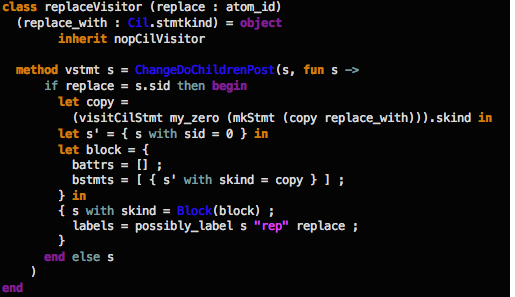 class replaceVisitor (replace : atom_id)
  (replace_with : Cil.stmtkind) = object
        inherit nopCilVisitor

  method vstmt s = ChangeDoChildrenPost(s, fun s ->
      if replace = s.sid then begin
        let copy =
          (visitCilStmt my_zero (mkStmt (copy replace_with))).skind in
        let s' = { s with sid = 0 } in
        let block = {
          battrs = [] ;
          bstmts = [ { s' with skind = copy } ] ;
        } in
        { s with skind = Block(block) ;
          labels = possibly_label s "rep" replace ;
        }
      end else s
    )
end